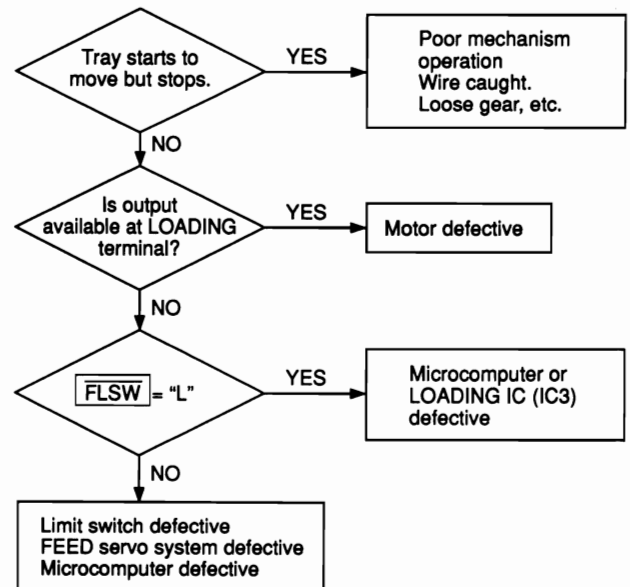 Tray starts to
move but stops.
YES
Poor mechanism
operation
Wire caught.
Loose gear, etc.
NO
Is output
available at LOADING
terminal?
YES
Motor defective
NO
FLSW = “L”
YES
Microcomputer or
LOADING IC (IC3)
defective
NO
Limit switch defective
FEED servo system defective
Microcomputer defective